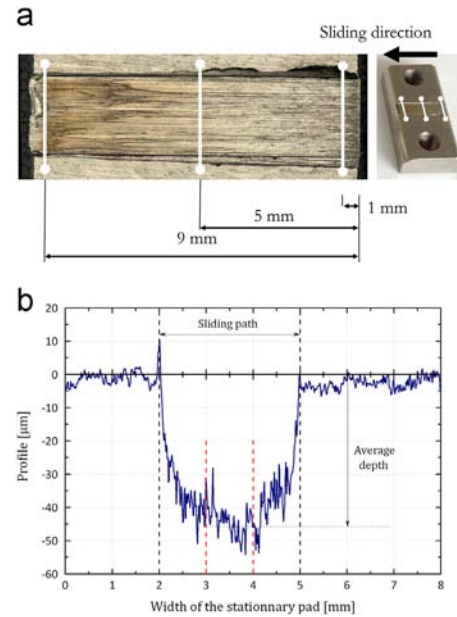 a
Sliding direction
1 mm
5 mm
9 mm
b
20
10
0
-10
-20
-30
-40
-50
-60
Profile [µm]
Sliding path
Average
depth
0 1 2 3 4 5 6 7 8
Width of the stationnary pad [mm]